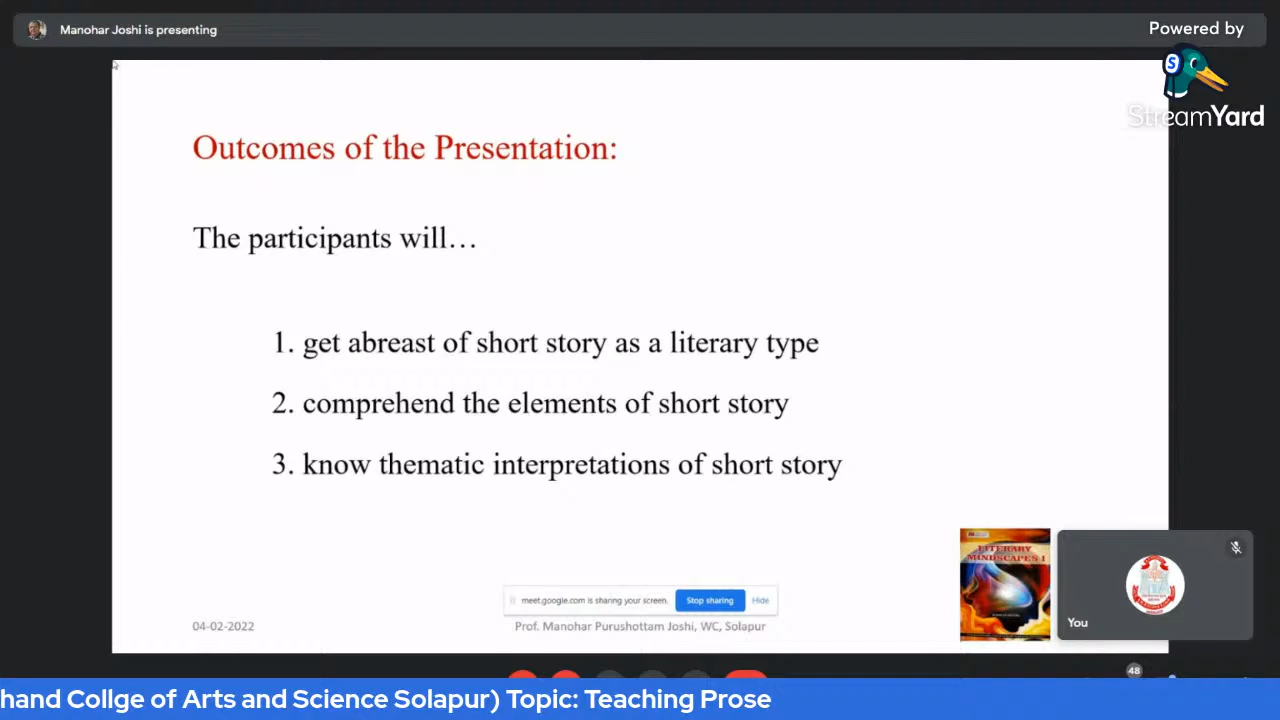 Manohar Joshi is presenting
Powered by
StreamYard
Outcomes of the Presentation:
The participants will…
1. get abreast of short story as a literary type
2. comprehend the elements of short story
3. know thematic interpretations of short story
LITERARY
MINDSCAPES 1
meet.google.com is sharing your screen.
Stop sharing
Hide
You
04-02-2022
Prof. Manohar Purushottam Joshi, WC, Solapur
48
hand Collge of Arts and Science Solapur) Topic: Teaching Prose